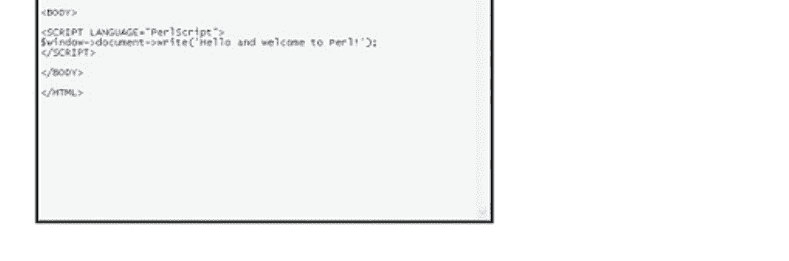 <BODY>
<SCRIPT LANGUAGE="PerlScript">
$window->document->write('Hello and welcome to Perl!');
</SCRIPT>
</BODY>
</HTML>